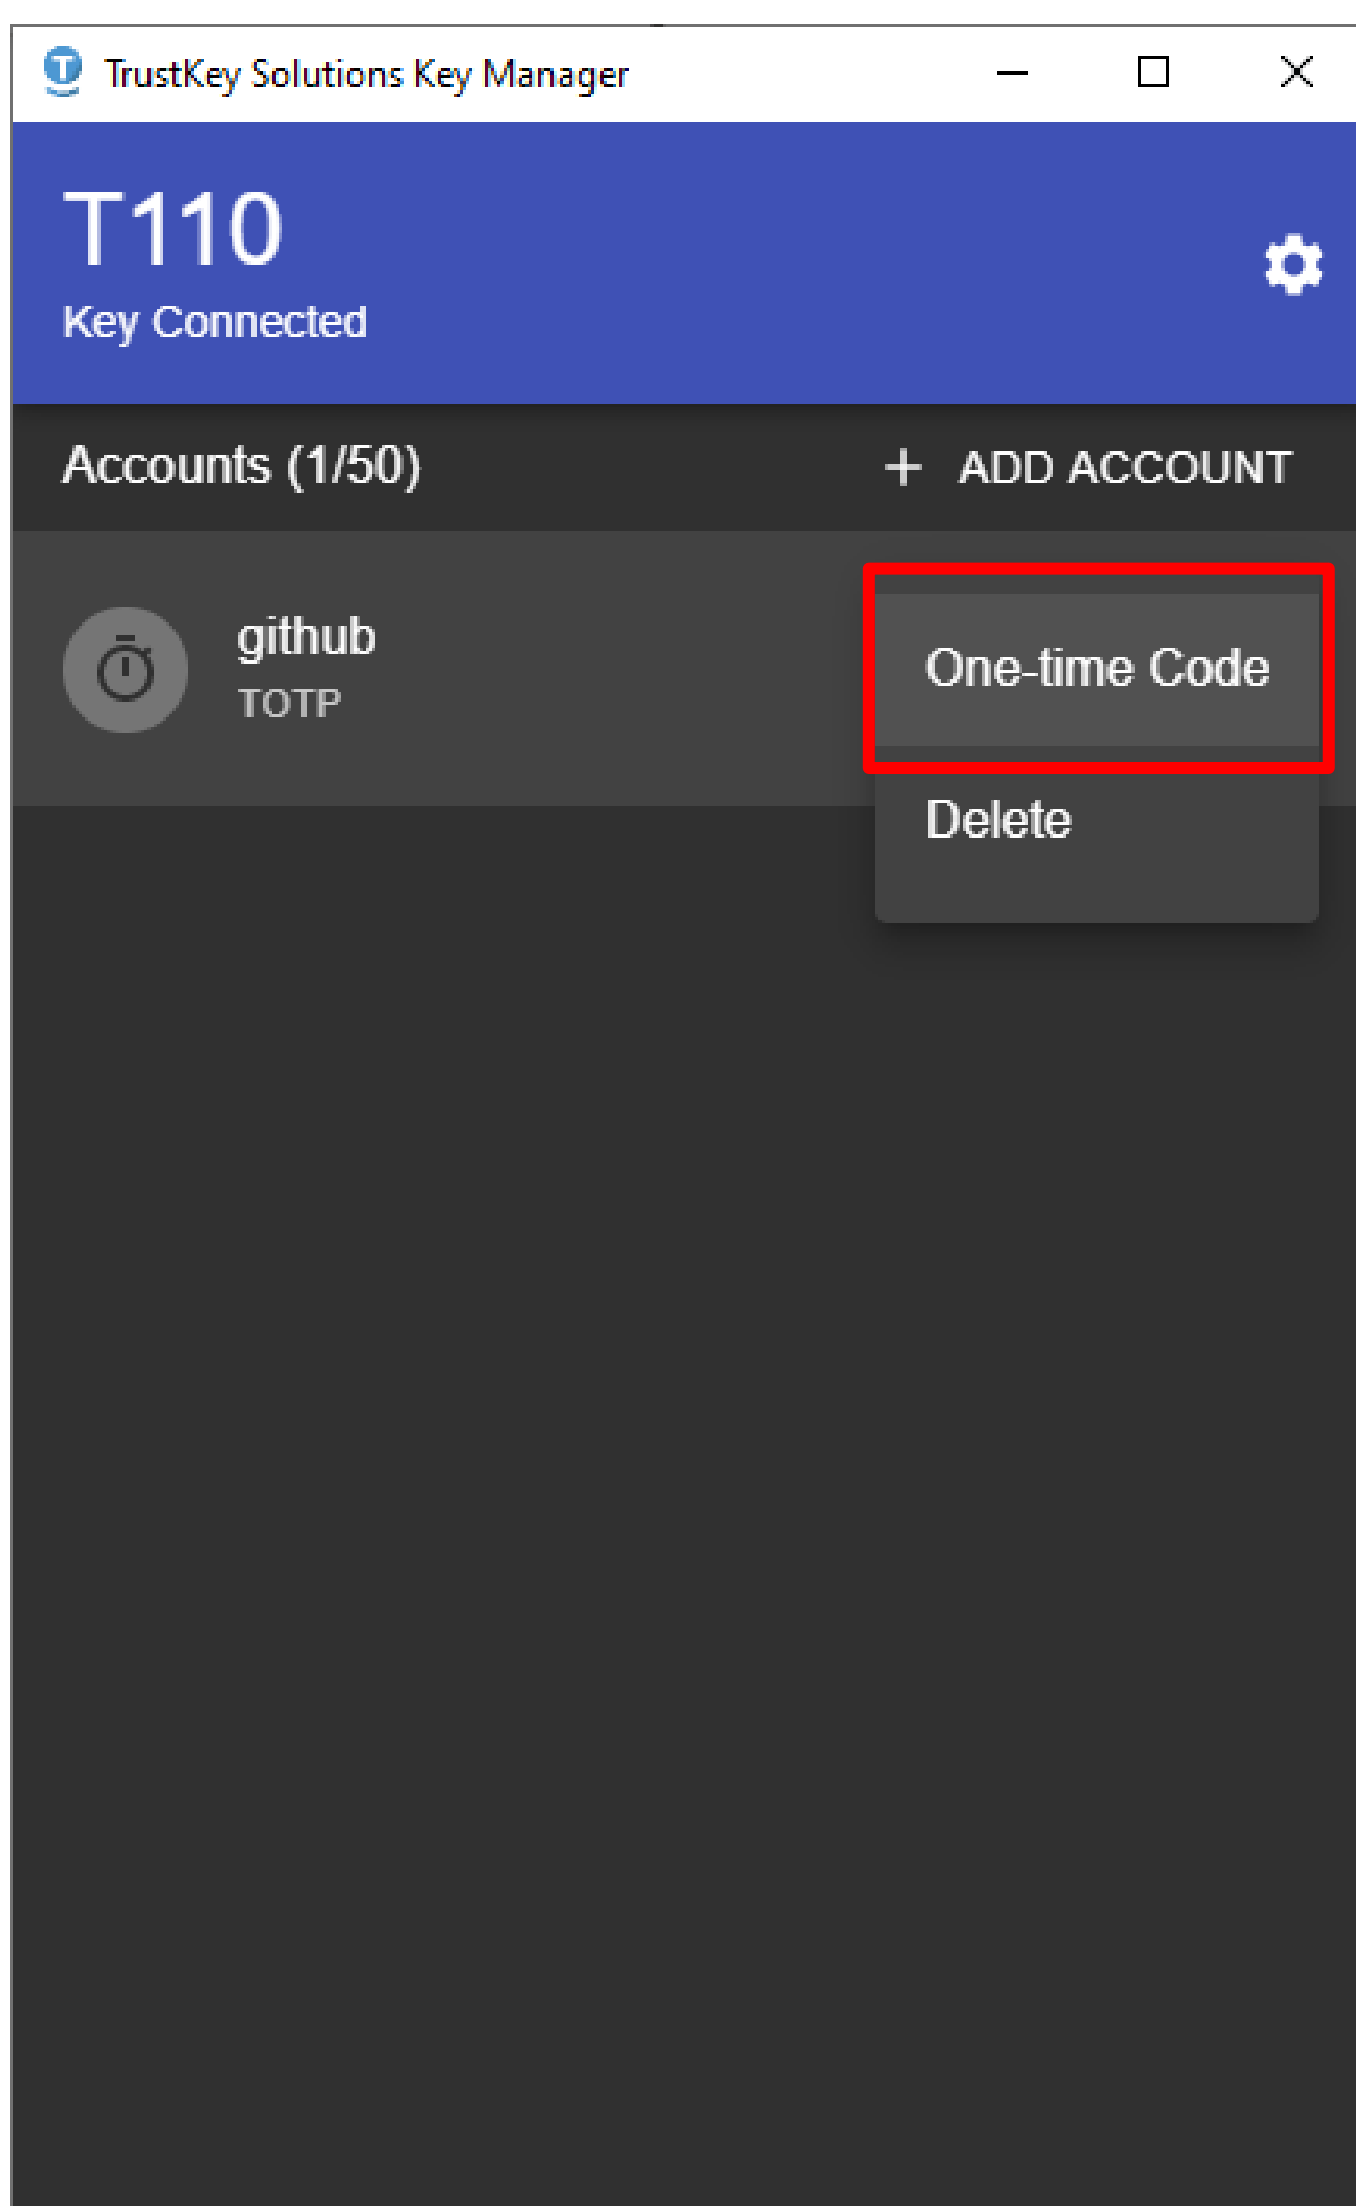 TrustKey Solutions Key Manager
T110
Key Connected
Accounts (1/50)
+ ADD ACCOUNT
github
TOTP
One-time Code
Delete